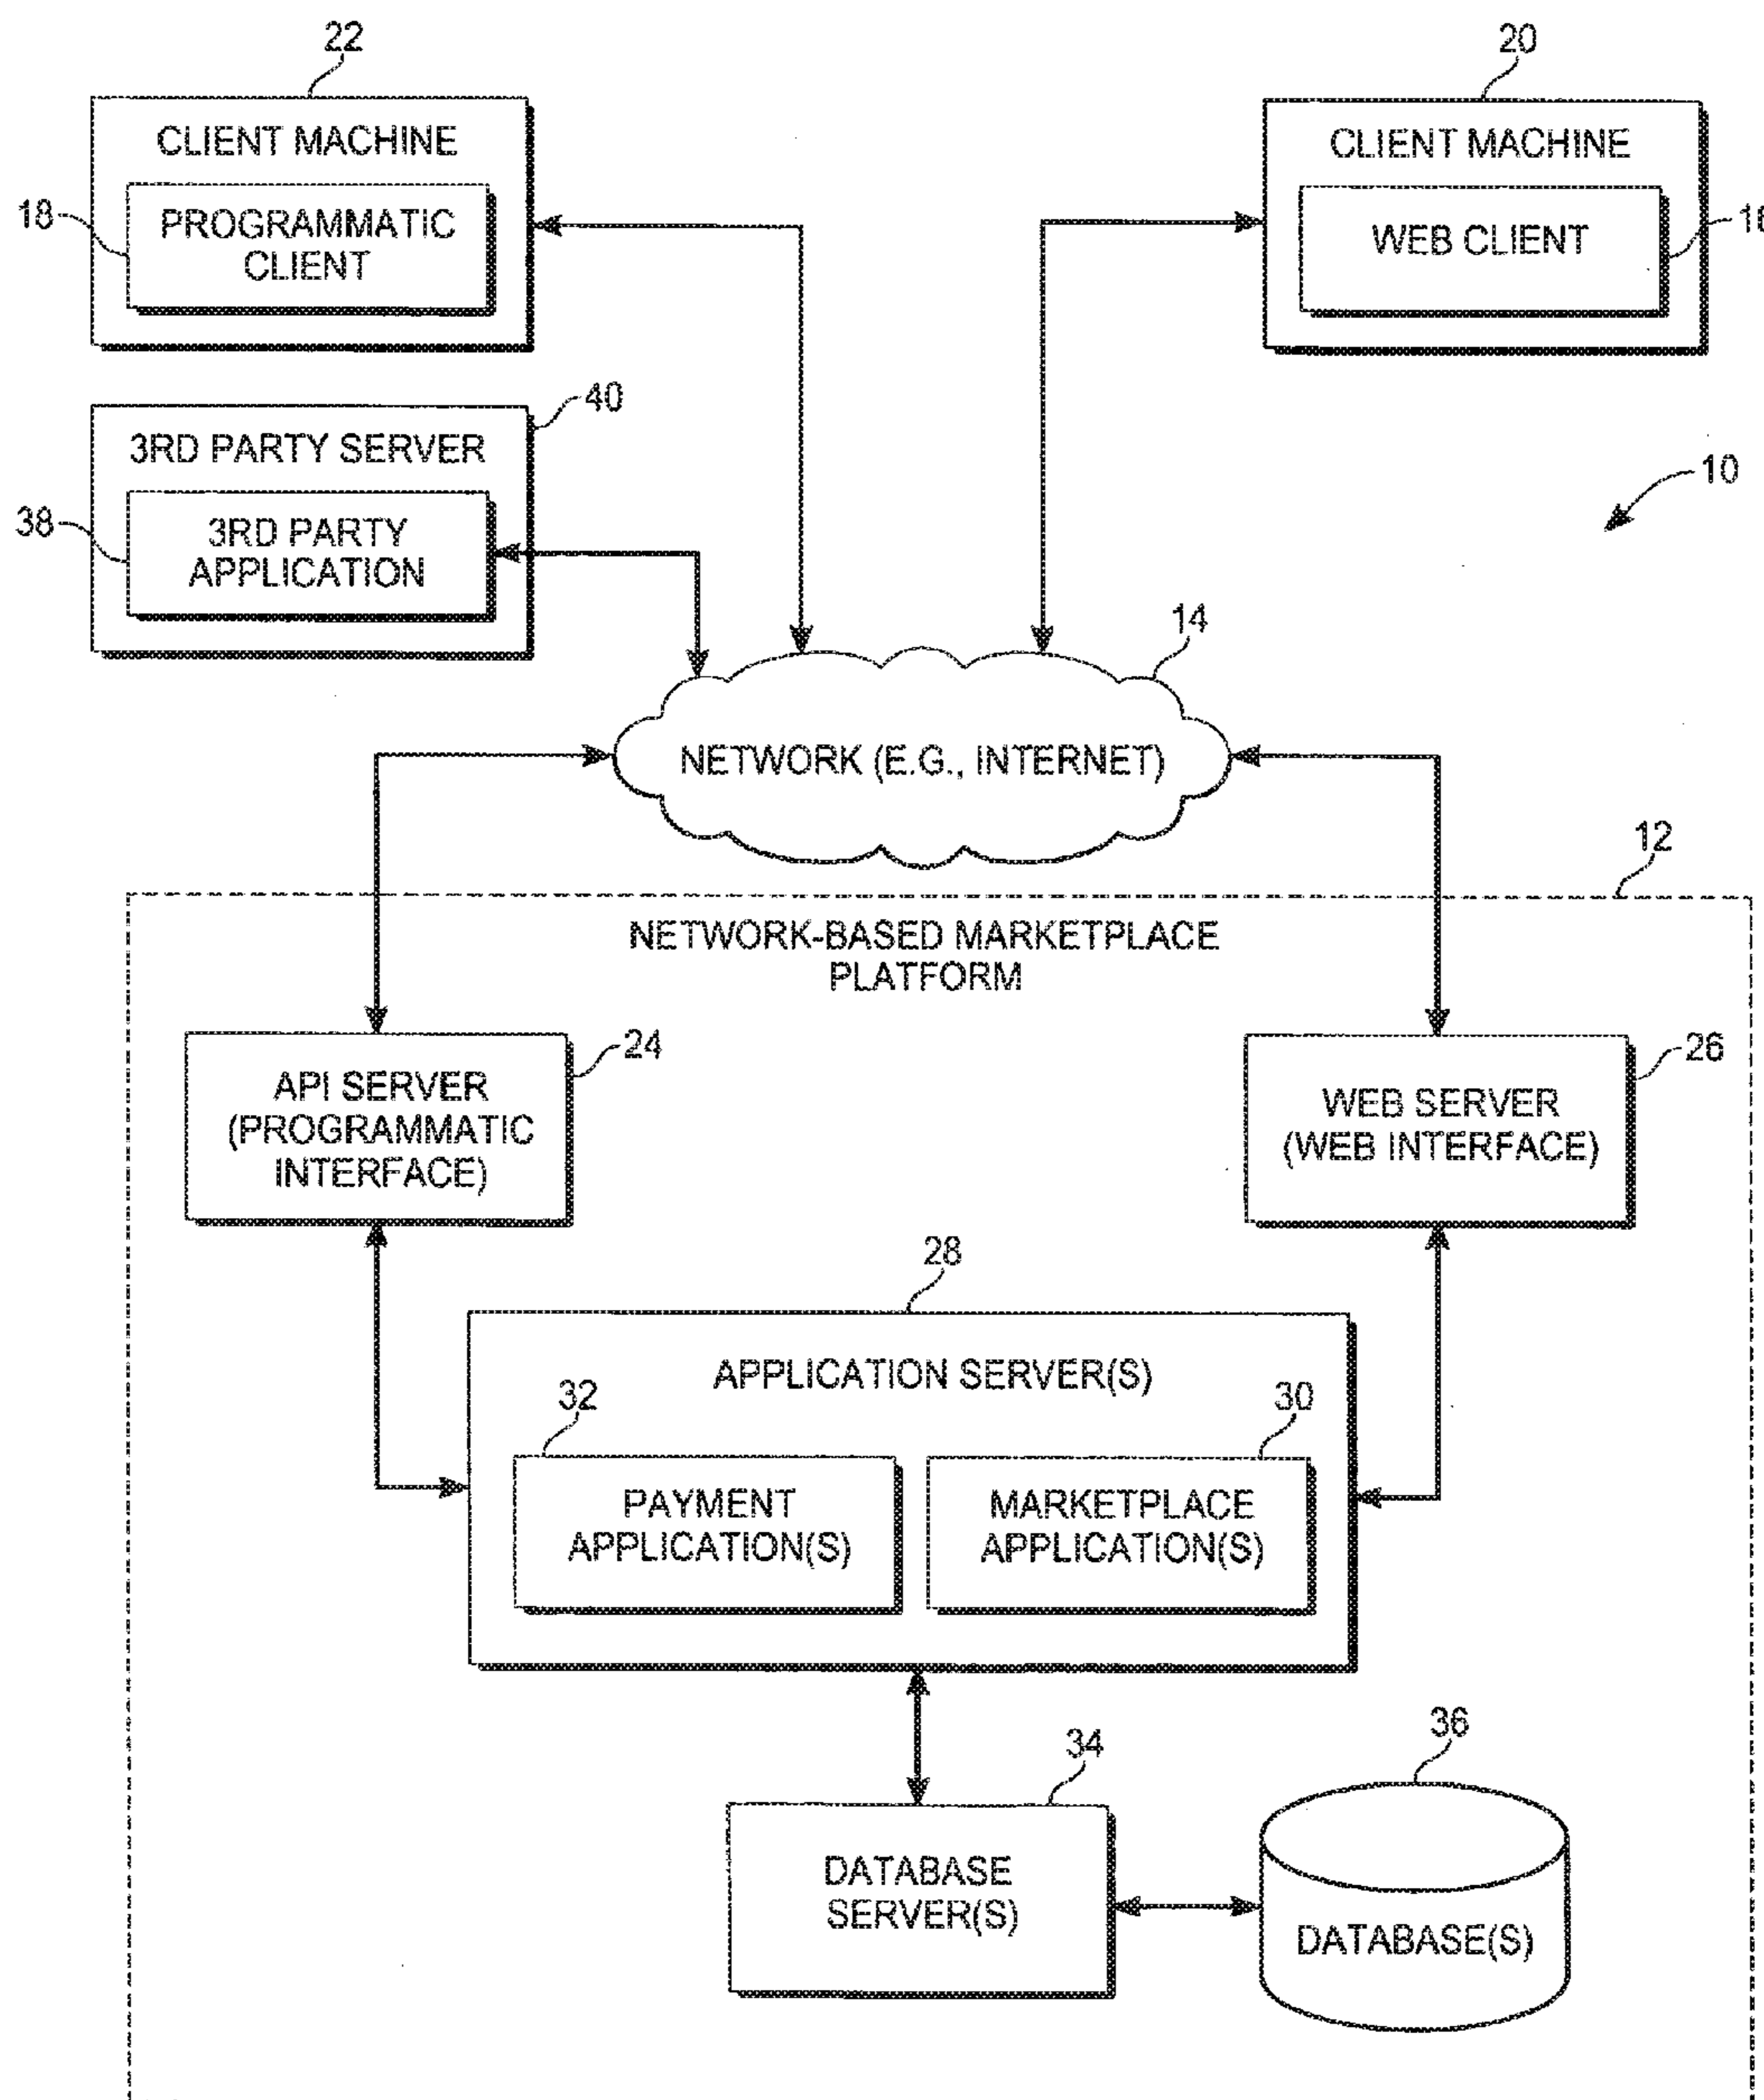 22
20
CLIENT MACHINE
CLIENT MACHINE
18
PROGRAMMATIC
CLIENT
WEB CLIENT
40
3RD PARTY SERVER
10
38
3RD PARTY
APPLICATION
14
NETWORK (E.G., INTERNET)
12
NETWORK-BASED MARKETPLACE
PLATFORM
24
26
API SERVER
(PROGRAMMATIC
INTERFACE)
WEB SERVER
(WEB INTERFACE)
28
APPLICATION SERVER(S)
32
30
PAYMENT
APPLICATION(S)
MARKETPLACE
APPLICATION(S)
34
36
DATABASE
SERVER(S)
DATABASE(S)